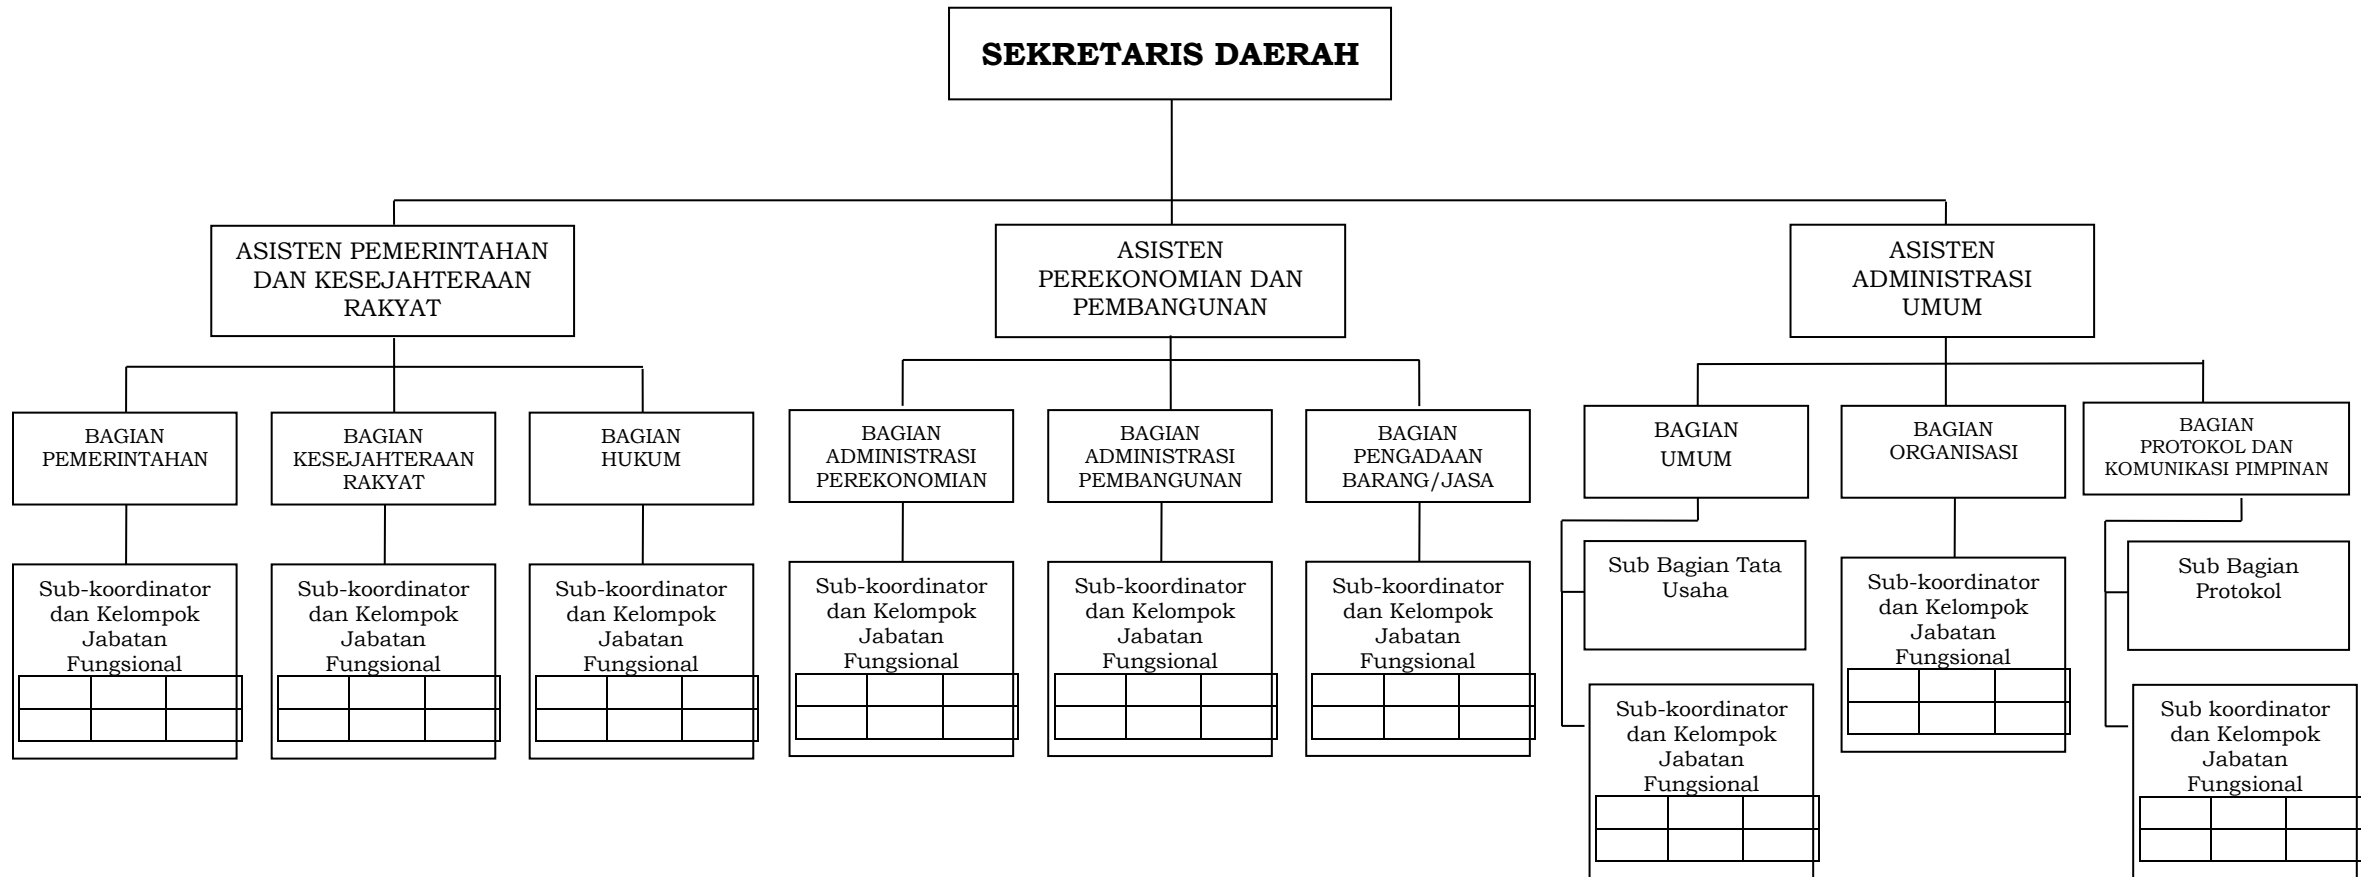 SEKRETARIS DAERAH
ASISTEN PEMERINTAHAN
DAN KESEJAHTERAAN
RAKYAT
ASISTEN
PEREKONOMIAN DAN
PEMBANGUNAN
ASISTEN
ADMINISTRASI
UMUM
BAGIAN
PEMERINTAHAN
BAGIAN
KESEJAHTERAAN
RAKYAT
BAGIAN
HUKUM
BAGIAN
ADMINISTRASI
PEREKONOMIAN
BAGIAN
ADMINISTRASI
PEMBANGUNAN
BAGIAN
PENGADAAN
BARANG/JASA
BAGIAN
UMUM
BAGIAN
ORGANISASI
BAGIAN
PROTOKOL DAN
KOMUNIKASI PIMPINAN
Sub-koordinator
dan Kelompok
Jabatan
Fungsional
Sub-koordinator
dan Kelompok
Jabatan
Fungsional
Sub-koordinator
dan Kelompok
Jabatan
Fungsional
Sub-koordinator
dan Kelompok
Jabatan
Fungsional
Sub-koordinator
dan Kelompok
Jabatan
Fungsional
Sub-koordinator
dan Kelompok
Jabatan
Fungsional
Sub Bagian Tata
Usaha
Sub-koordinator
dan Kelompok
Jabatan
Fungsional
Sub-koordinator
dan Kelompok
Jabatan
Fungsional
Sub Bagian
Protokol
Sub koordinator
dan Kelompok
Jabatan
Fungsional